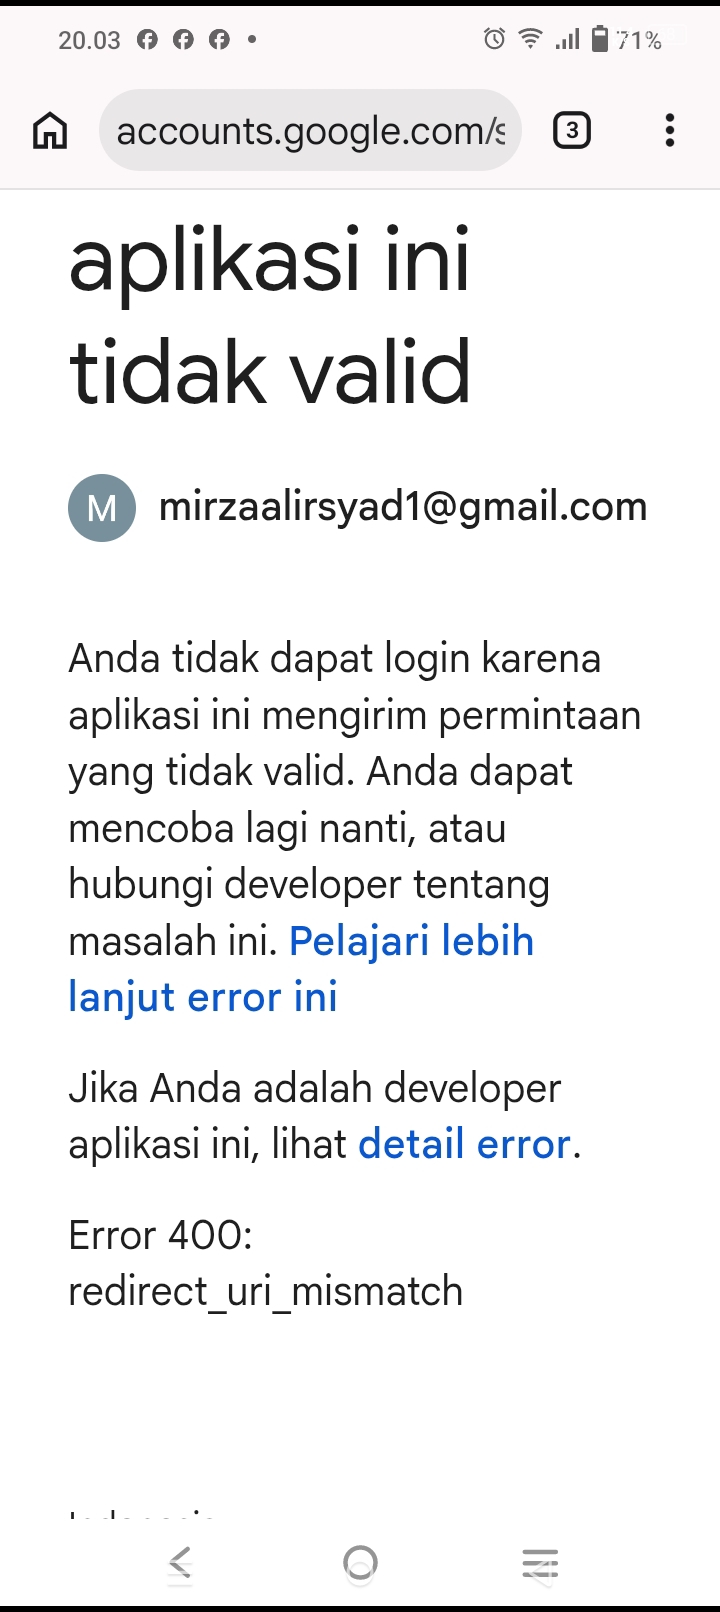 20.03
71%
accounts.google.com/s
3
aplikasi ini
tidak valid
M
mirzaalirsyad1@gmail.com
Anda tidak dapat login karena
aplikasi ini mengirim permintaan
yang tidak valid. Anda dapat
mencoba lagi nanti, atau
hubungi developer tentang
masalah ini. Pelajari lebih
lanjut error ini
Jika Anda adalah developer
aplikasi ini, lihat detail error.
Error 400:
redirect_uri_mismatch